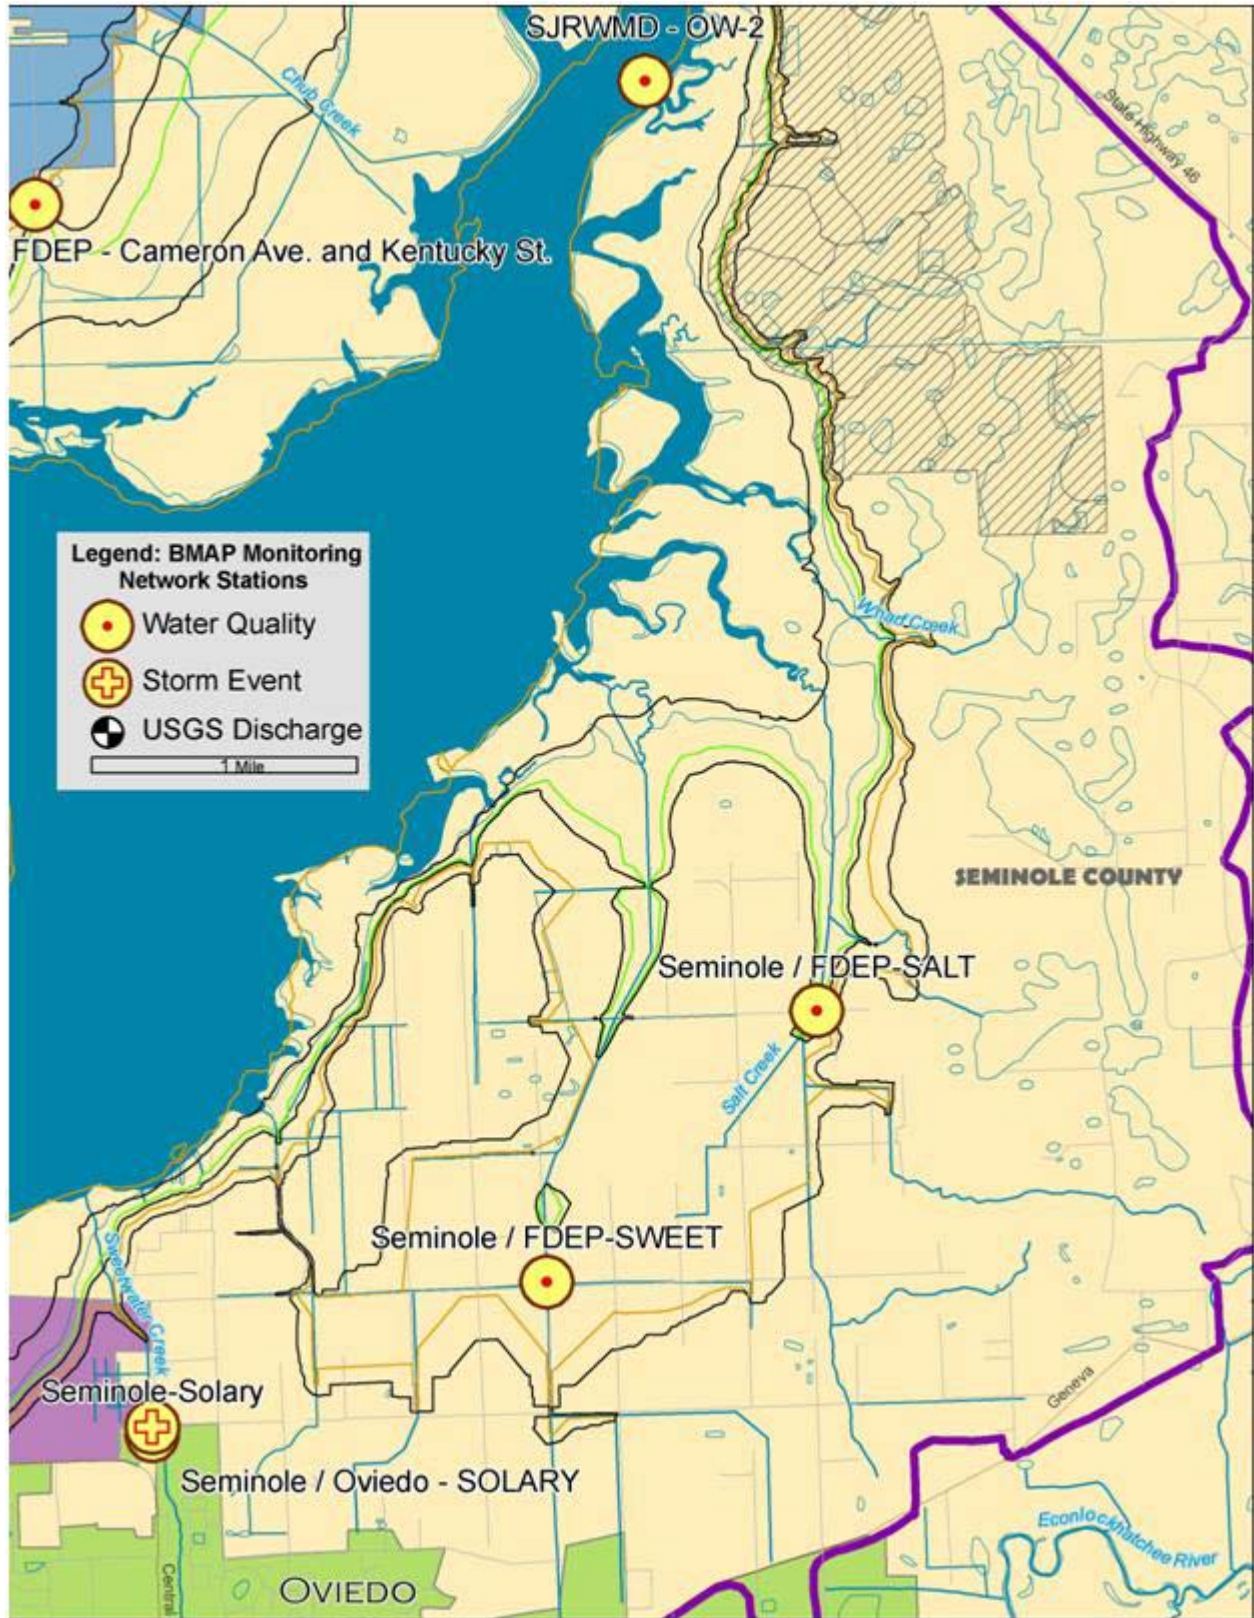 SJRWMD - OW-2
Chub Creek
State Highway 46
FDEP - Cameron Ave. and Kentucky St.
Legend: BMAP Monitoring
Network Stations
Water Quality
Storm Event
USGS Discharge
1 Mile
Wharf Creek
SEMINOLE COUNTY
Seminole / FDEP-SALT
Salt Creek
Seminole / FDEP-SWEET
Sweetwater Creek
Geneva
Seminole-Solary
Seminole / Oviedo - SOLARY
Econlockhatchee River
OVIEDO
Central